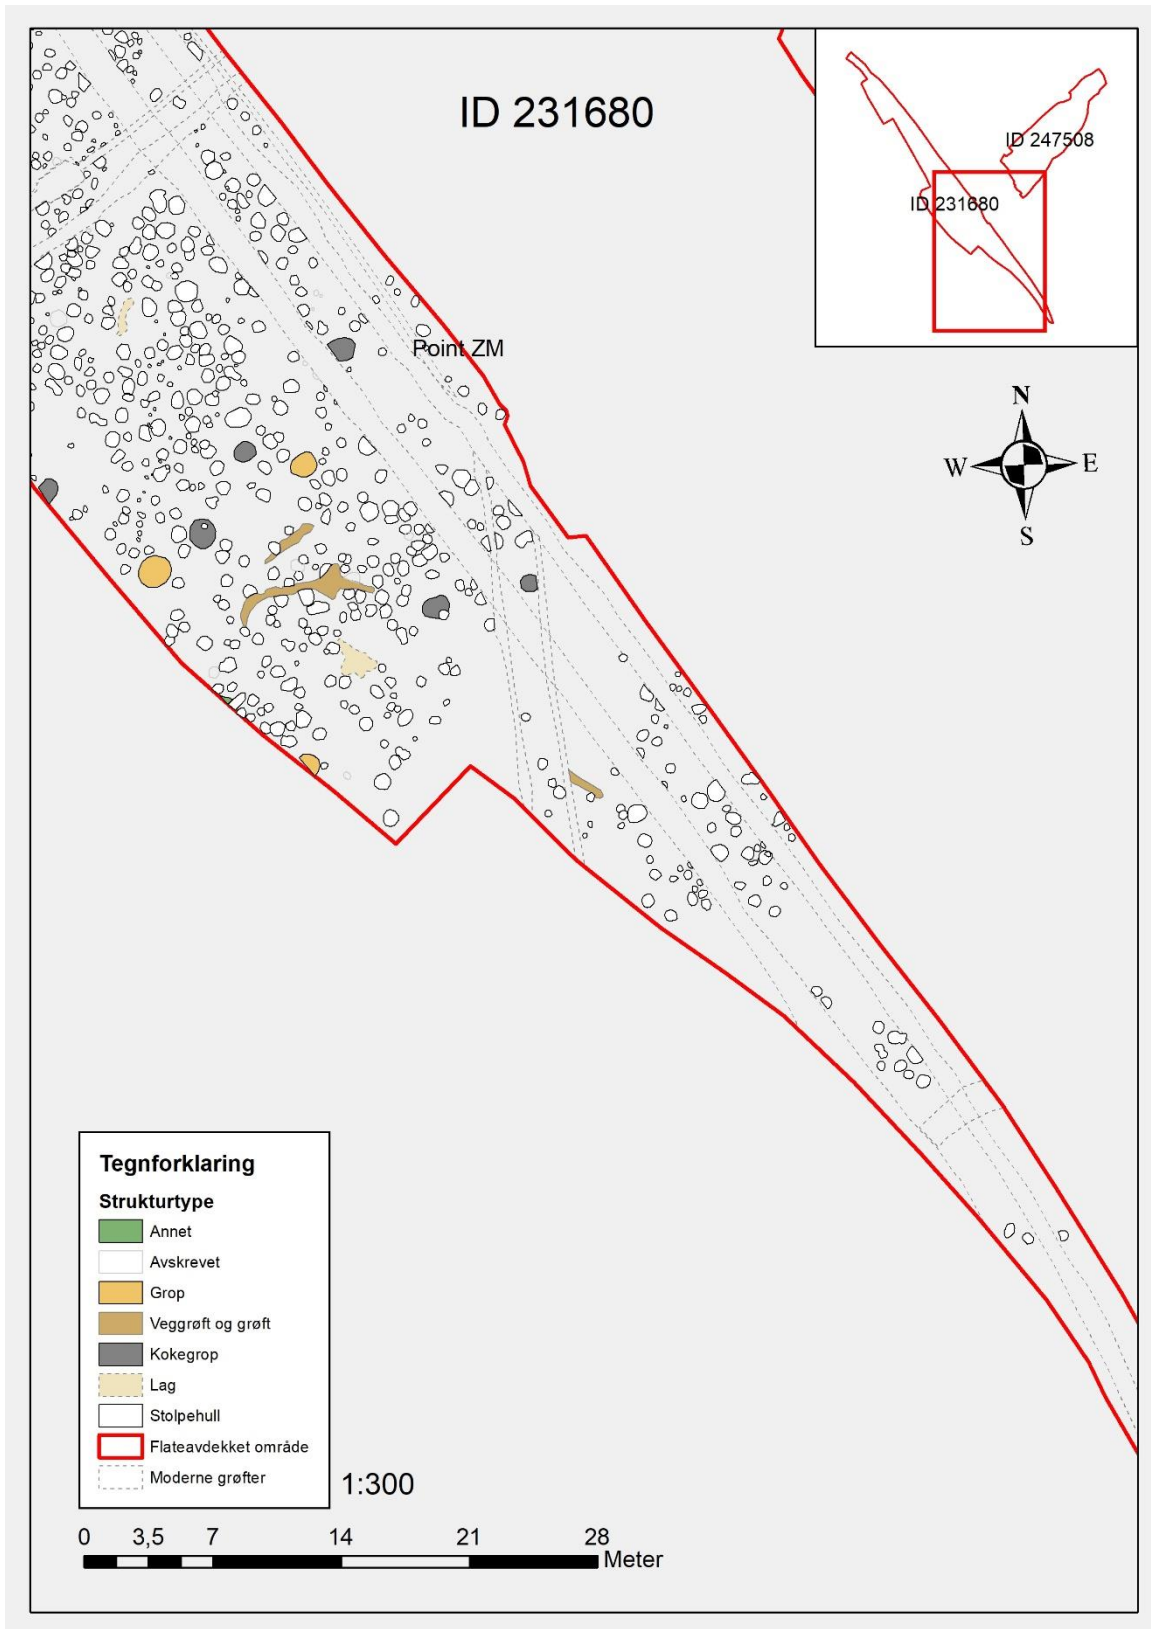 ID 231680
ID 247508
ID 231680
Point ZM
N
W E
S
Tegnforklaring
Strukturtype
Annet
Avskrevet
Grop
Veggrøft og grøft
Kokegrop
Lag
Stolpehull
Flateavdekket område
Moderne grøfter
1:300
0 3,5 7 14 21 28
Meter